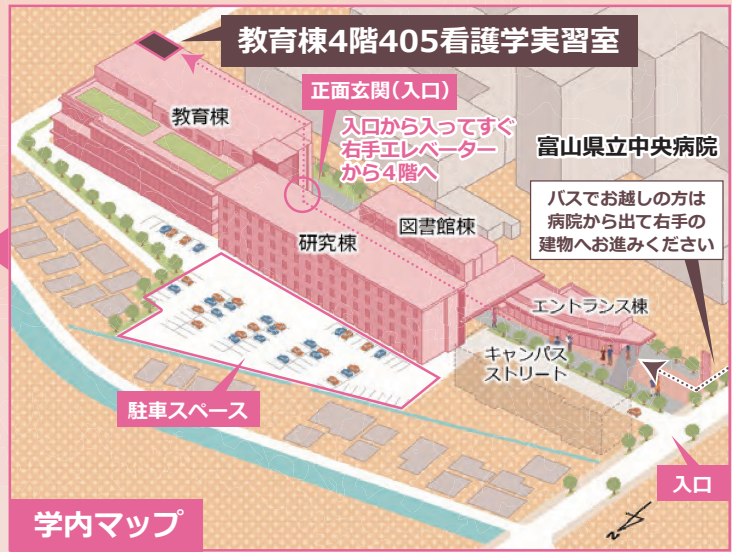 教育棟4階405看護学実習室
正面玄関（入口）
教育棟
入口から入ってすぐ
右手エレベーター
から4階へ
富山県立中央病院
バスでお越しの方は
病院から出て右手の
建物へお進みください
図書館棟
研究棟
エントランス棟
キャンパス
ストリート
駐車スペース
入口
学内マップ
N